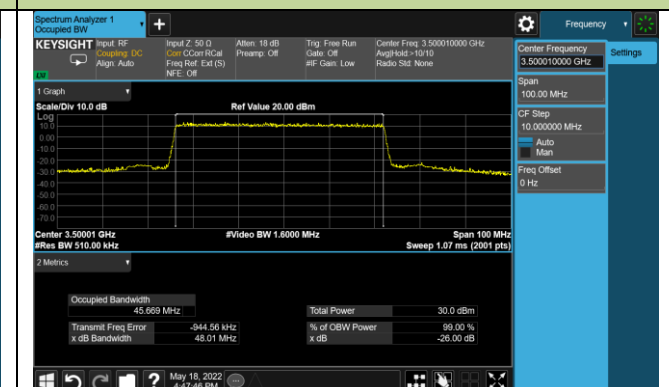 Spectrum Analyzer 1
Occupied BW
Frequency
KEYSIGHT
Input: RF
Coupling: DC
Align: Auto
Input Z: 50 Ω
Corr CCorr RCal
Freq Ref: Ext (S)
NFE: Off
Atten: 18 dB
Preamp: Off
Trig: Free Run
Gate: Off
#IF Gain: Low
Center Freq: 3.500010000 GHz
Avg|Hold:>10/10
Radio Std: None
Center Frequency
3.500010000 GHz
Settings
Span
100.00 MHz
CF Step
10.000000 MHz
Auto
Man
Freq Offset
0 Hz
1 Graph
Scale/Div 10.0 dB
Ref Value 20.00 dBm
Log
10.0
0.00
-10.0
-20.0
-30.0
-40.0
-50.0
-60.0
-70.0
Center 3.50001 GHz
#Video BW 1.6000 MHz
Span 100 MHz
#Res BW 510.00 kHz
Sweep 1.07 ms (2001 pts)
2 Metrics
Occupied Bandwidth
45.669 MHz
Total Power
30.0 dBm
Transmit Freq Error
-944.56 kHz
% of OBW Power
99.00 %
x dB Bandwidth
48.01 MHz
x dB
-26.00 dB
May 18, 2022
4:47:46 PM